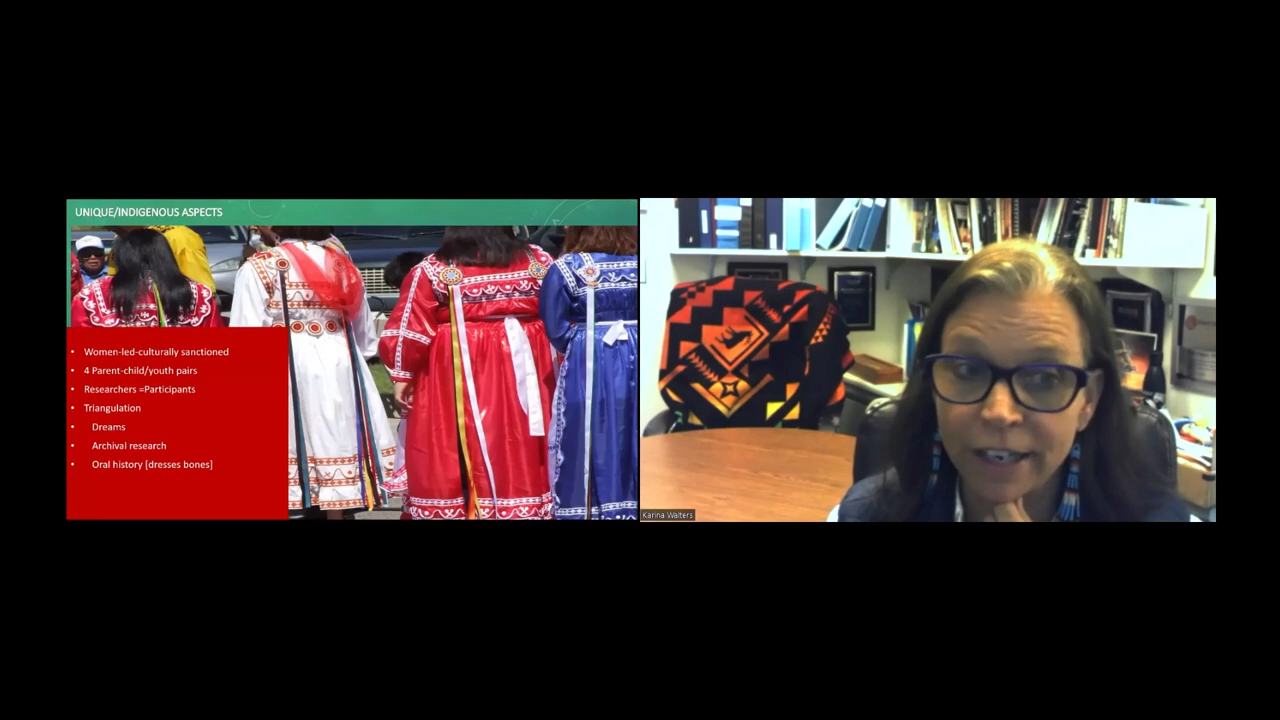 UNIQUE/INDIGENOUS ASPECTS
• Women-led-culturally sanctioned
• 4 Parent-child/youth pairs
• Researchers =Participants
• Triangulation
• Dreams
• Archival research
• Oral history [dresses bones]
Karina Walters